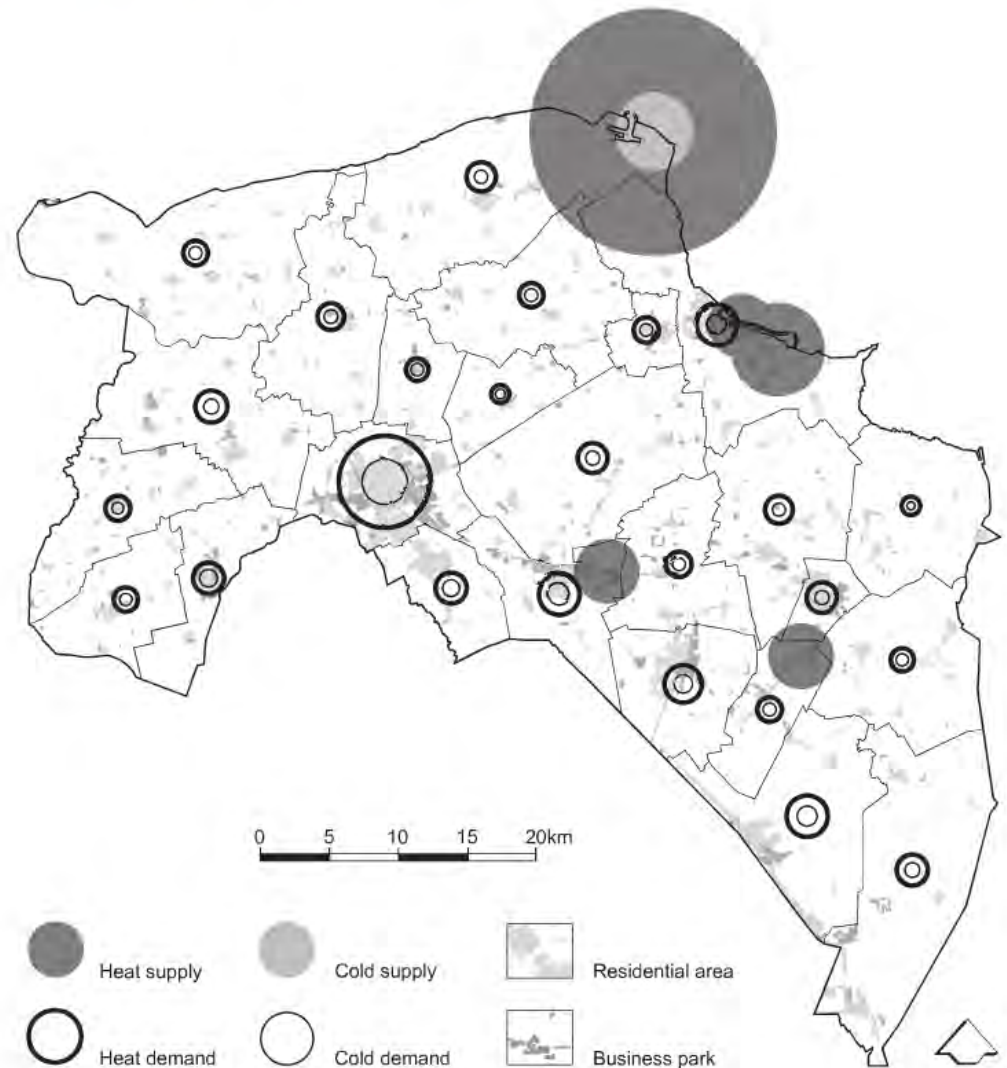 0 5 10 15 20km
Heat supply
Cold supply
Residential area
Heat demand
Cold demand
Business park